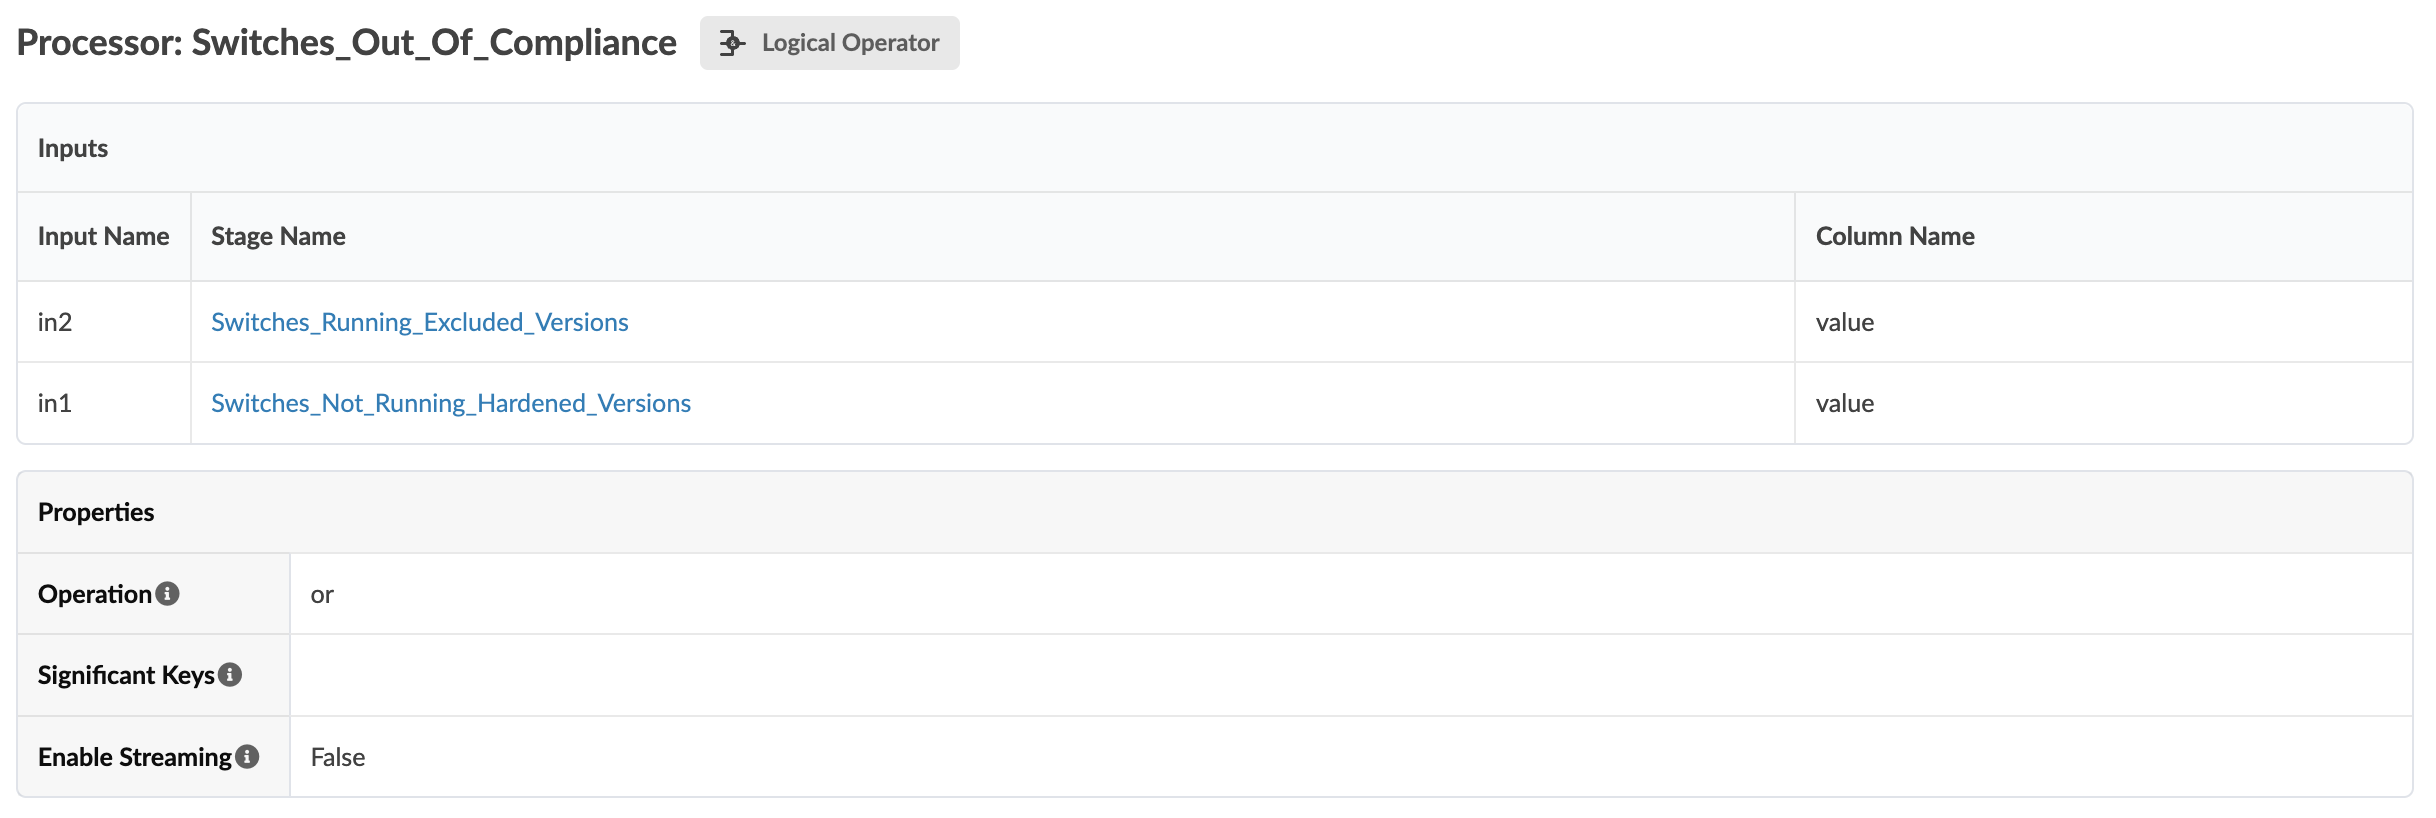 Processor: Switches_Out_Of_Compliance Logical Operator
Inputs
Input Name Stage Name Column Name
in2 Switches_Running_Excluded_Versions value
in1 Switches_Not_Running_Hardened_Versions value
Properties
Operation or
Significant Keys
Enable Streaming False